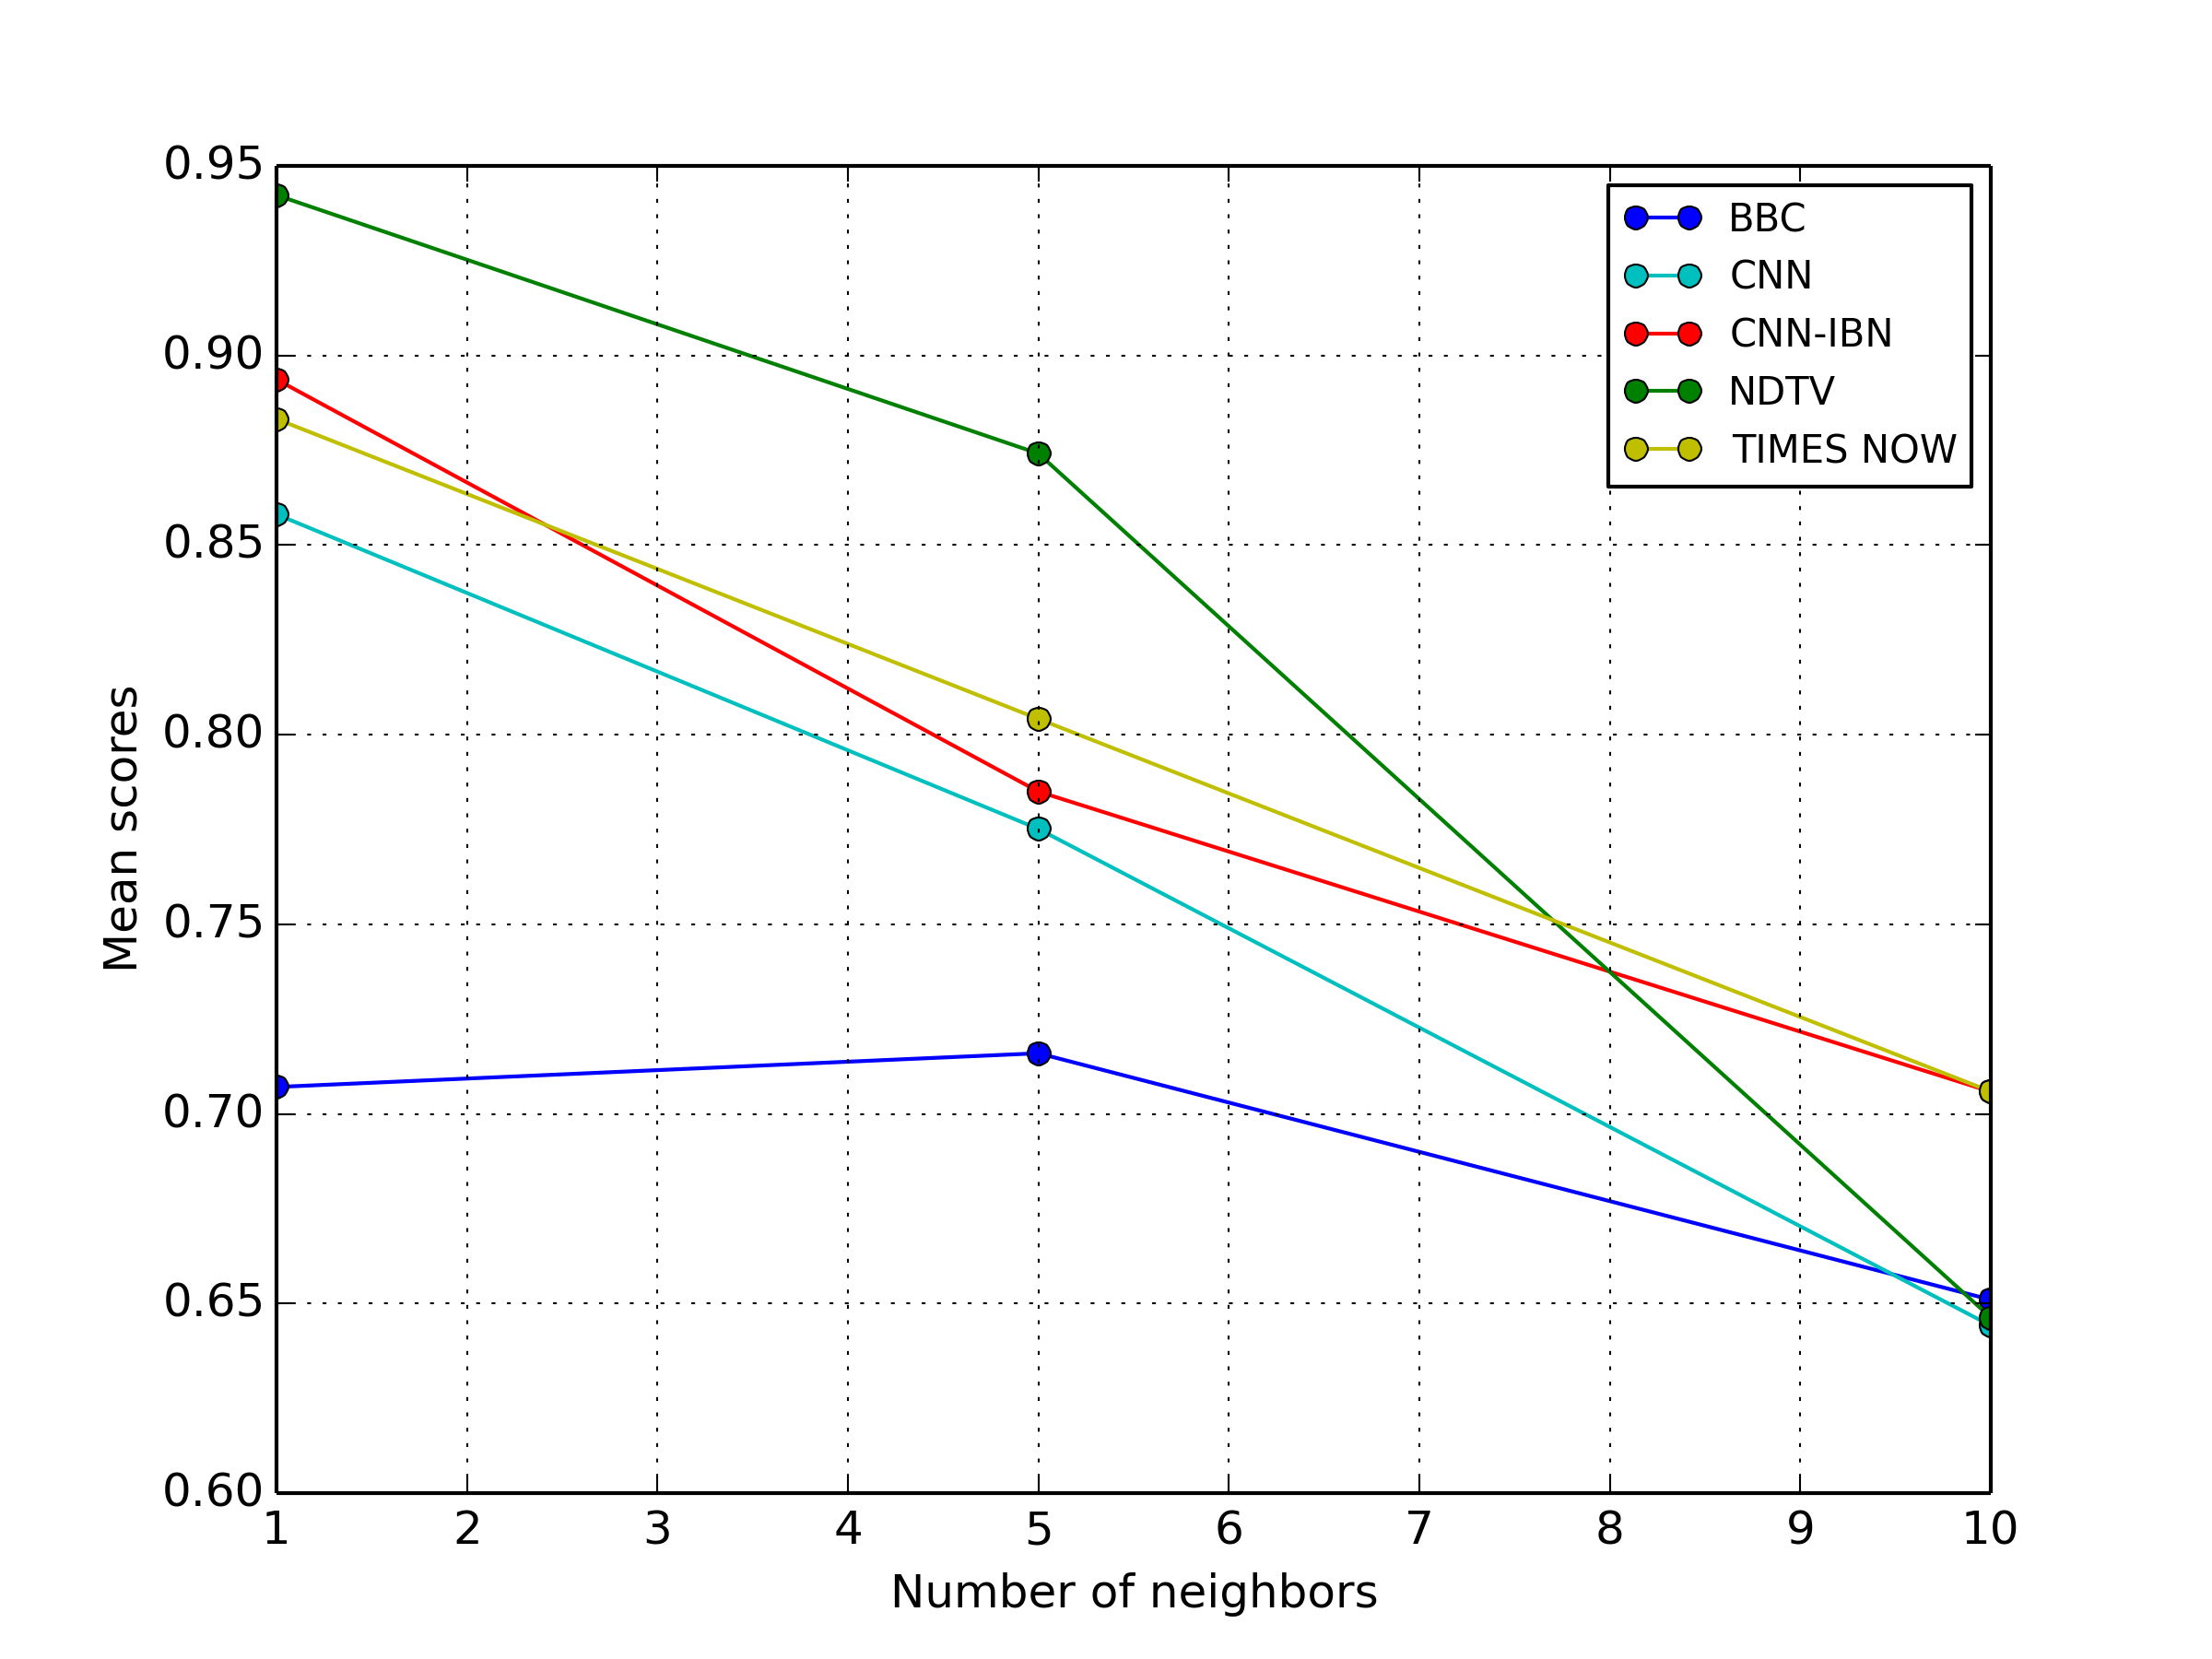 0.95
0.90
0.85
0.80
0.75
0.70
0.65
0.60
Mean scores
BBC
CNN
CNN-IBN
NDTV
TIMES NOW
1 2 3 4 5 6 7 8 9 10
Number of neighbors